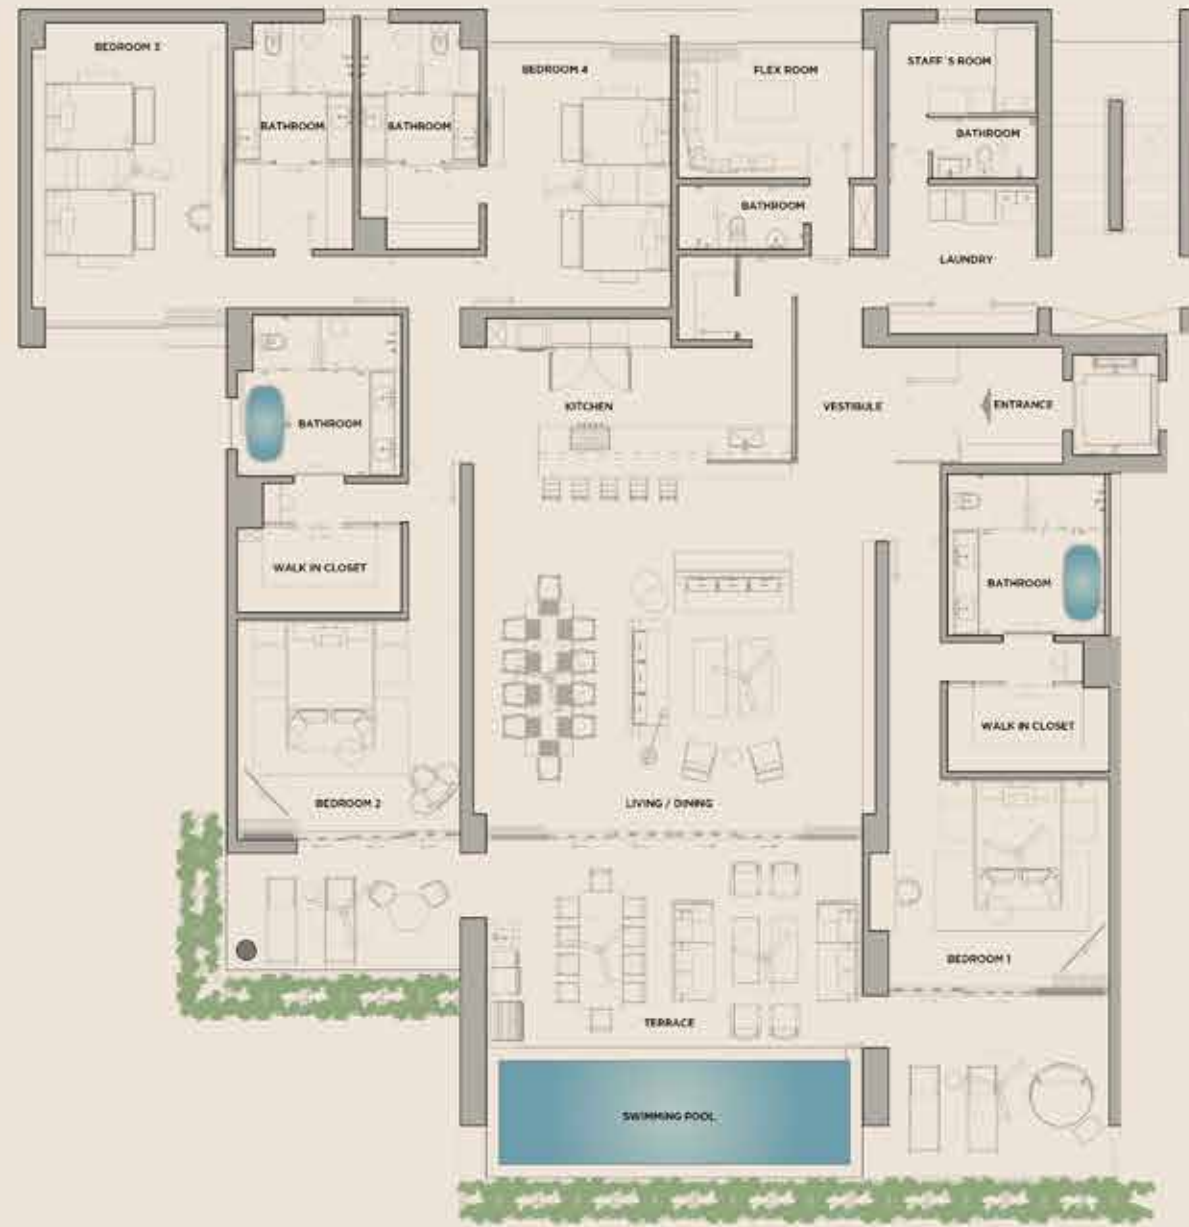 BEDROOM 3
BEDROOM 4
FLEX ROOM
STAFF´S ROOM
BATHROOM
BATHROOM
BATHROOM
BATHROOM
LAUNDRY
KITCHEN
VESTIBULE
ENTRANCE
BATHROOM
WALK IN CLOSET
BATHROOM
WALK IN CLOSET
BEDROOM 2
LIVING / DINING
BEDROOM 1
TERRACE
SWIMMING POOL